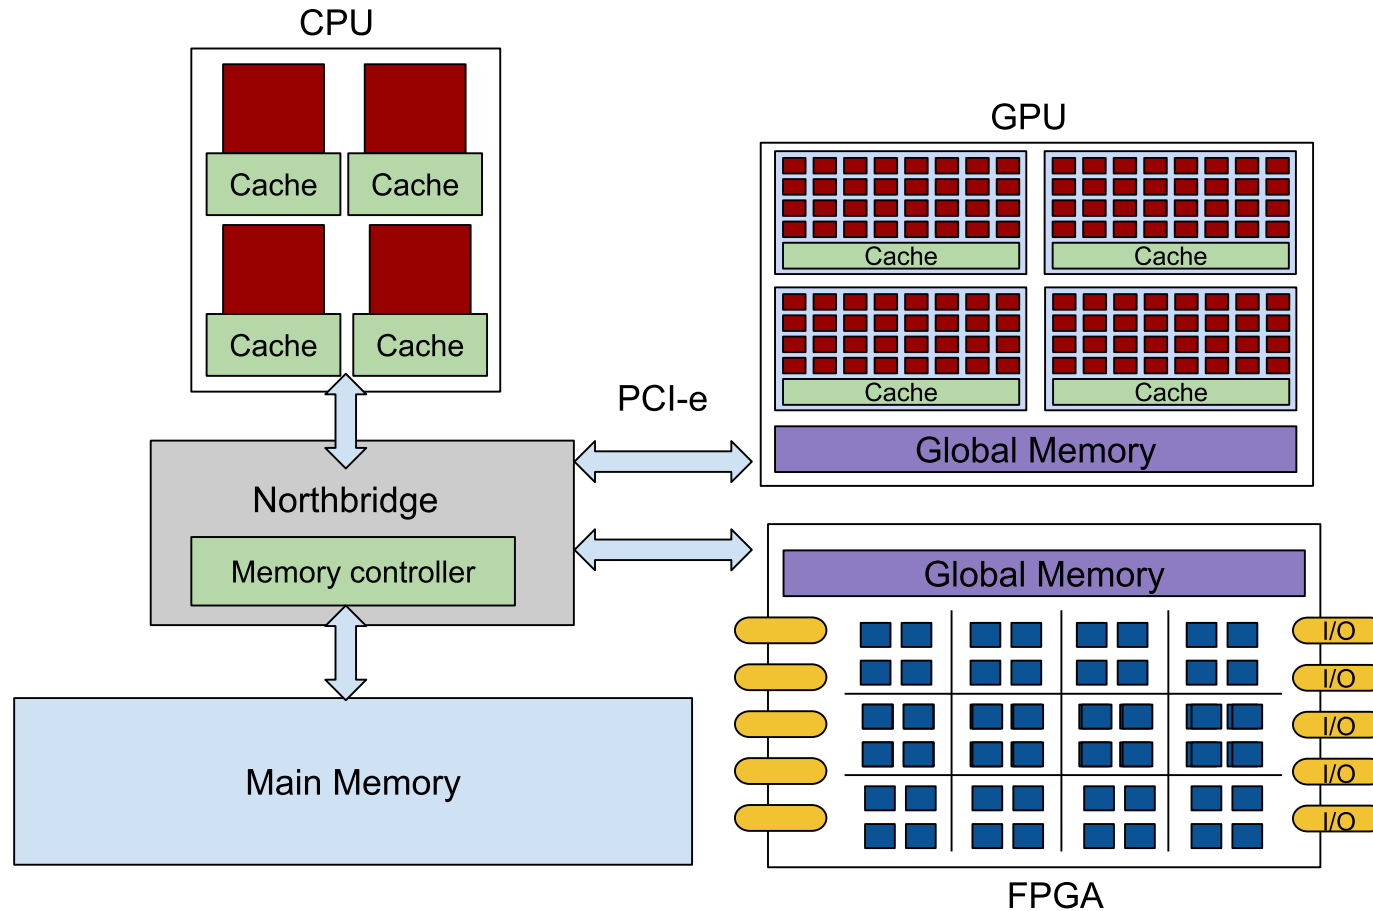 CPU
Cache
Cache
Cache
Cache
GPU
Cache
Cache
Cache
Cache
Global Memory
PCI-e
Northbridge
Memory controller
Main Memory
Global Memory
I/O
I/O
I/O
I/O
I/O
FPGA